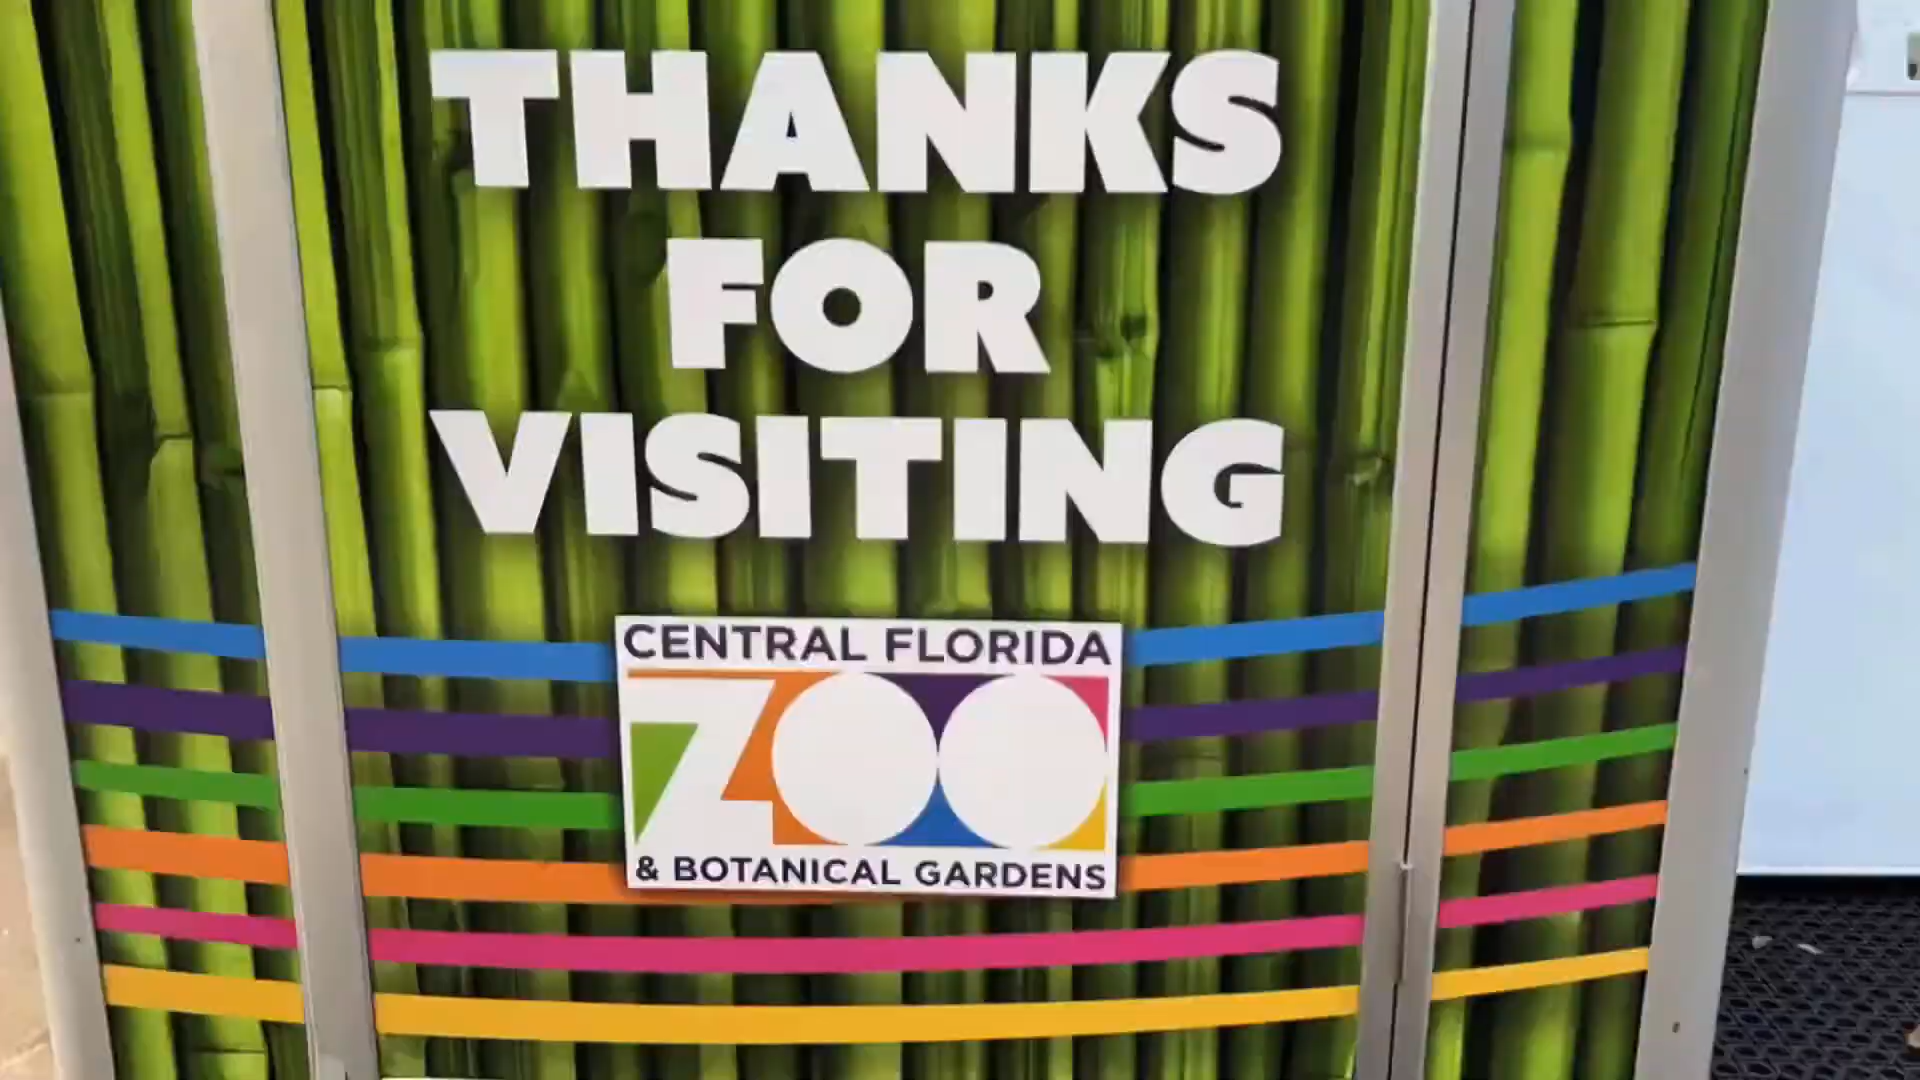 THANKS
FOR
VISITING
CENTRAL FLORIDA
ZOO
& BOTANICAL GARDENS